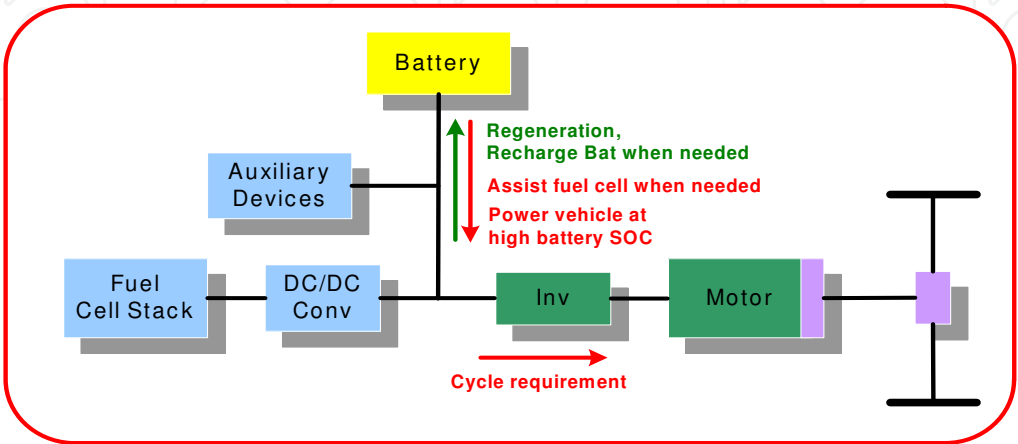 Battery
Regeneration,
Recharge Bat when needed
Auxiliary
Devices
Assist fuel cell when needed
Power vehicle at
high battery SOC
Fuel
Cell Stack
DC/DC
Conv
Inv
Motor
Cycle requirement